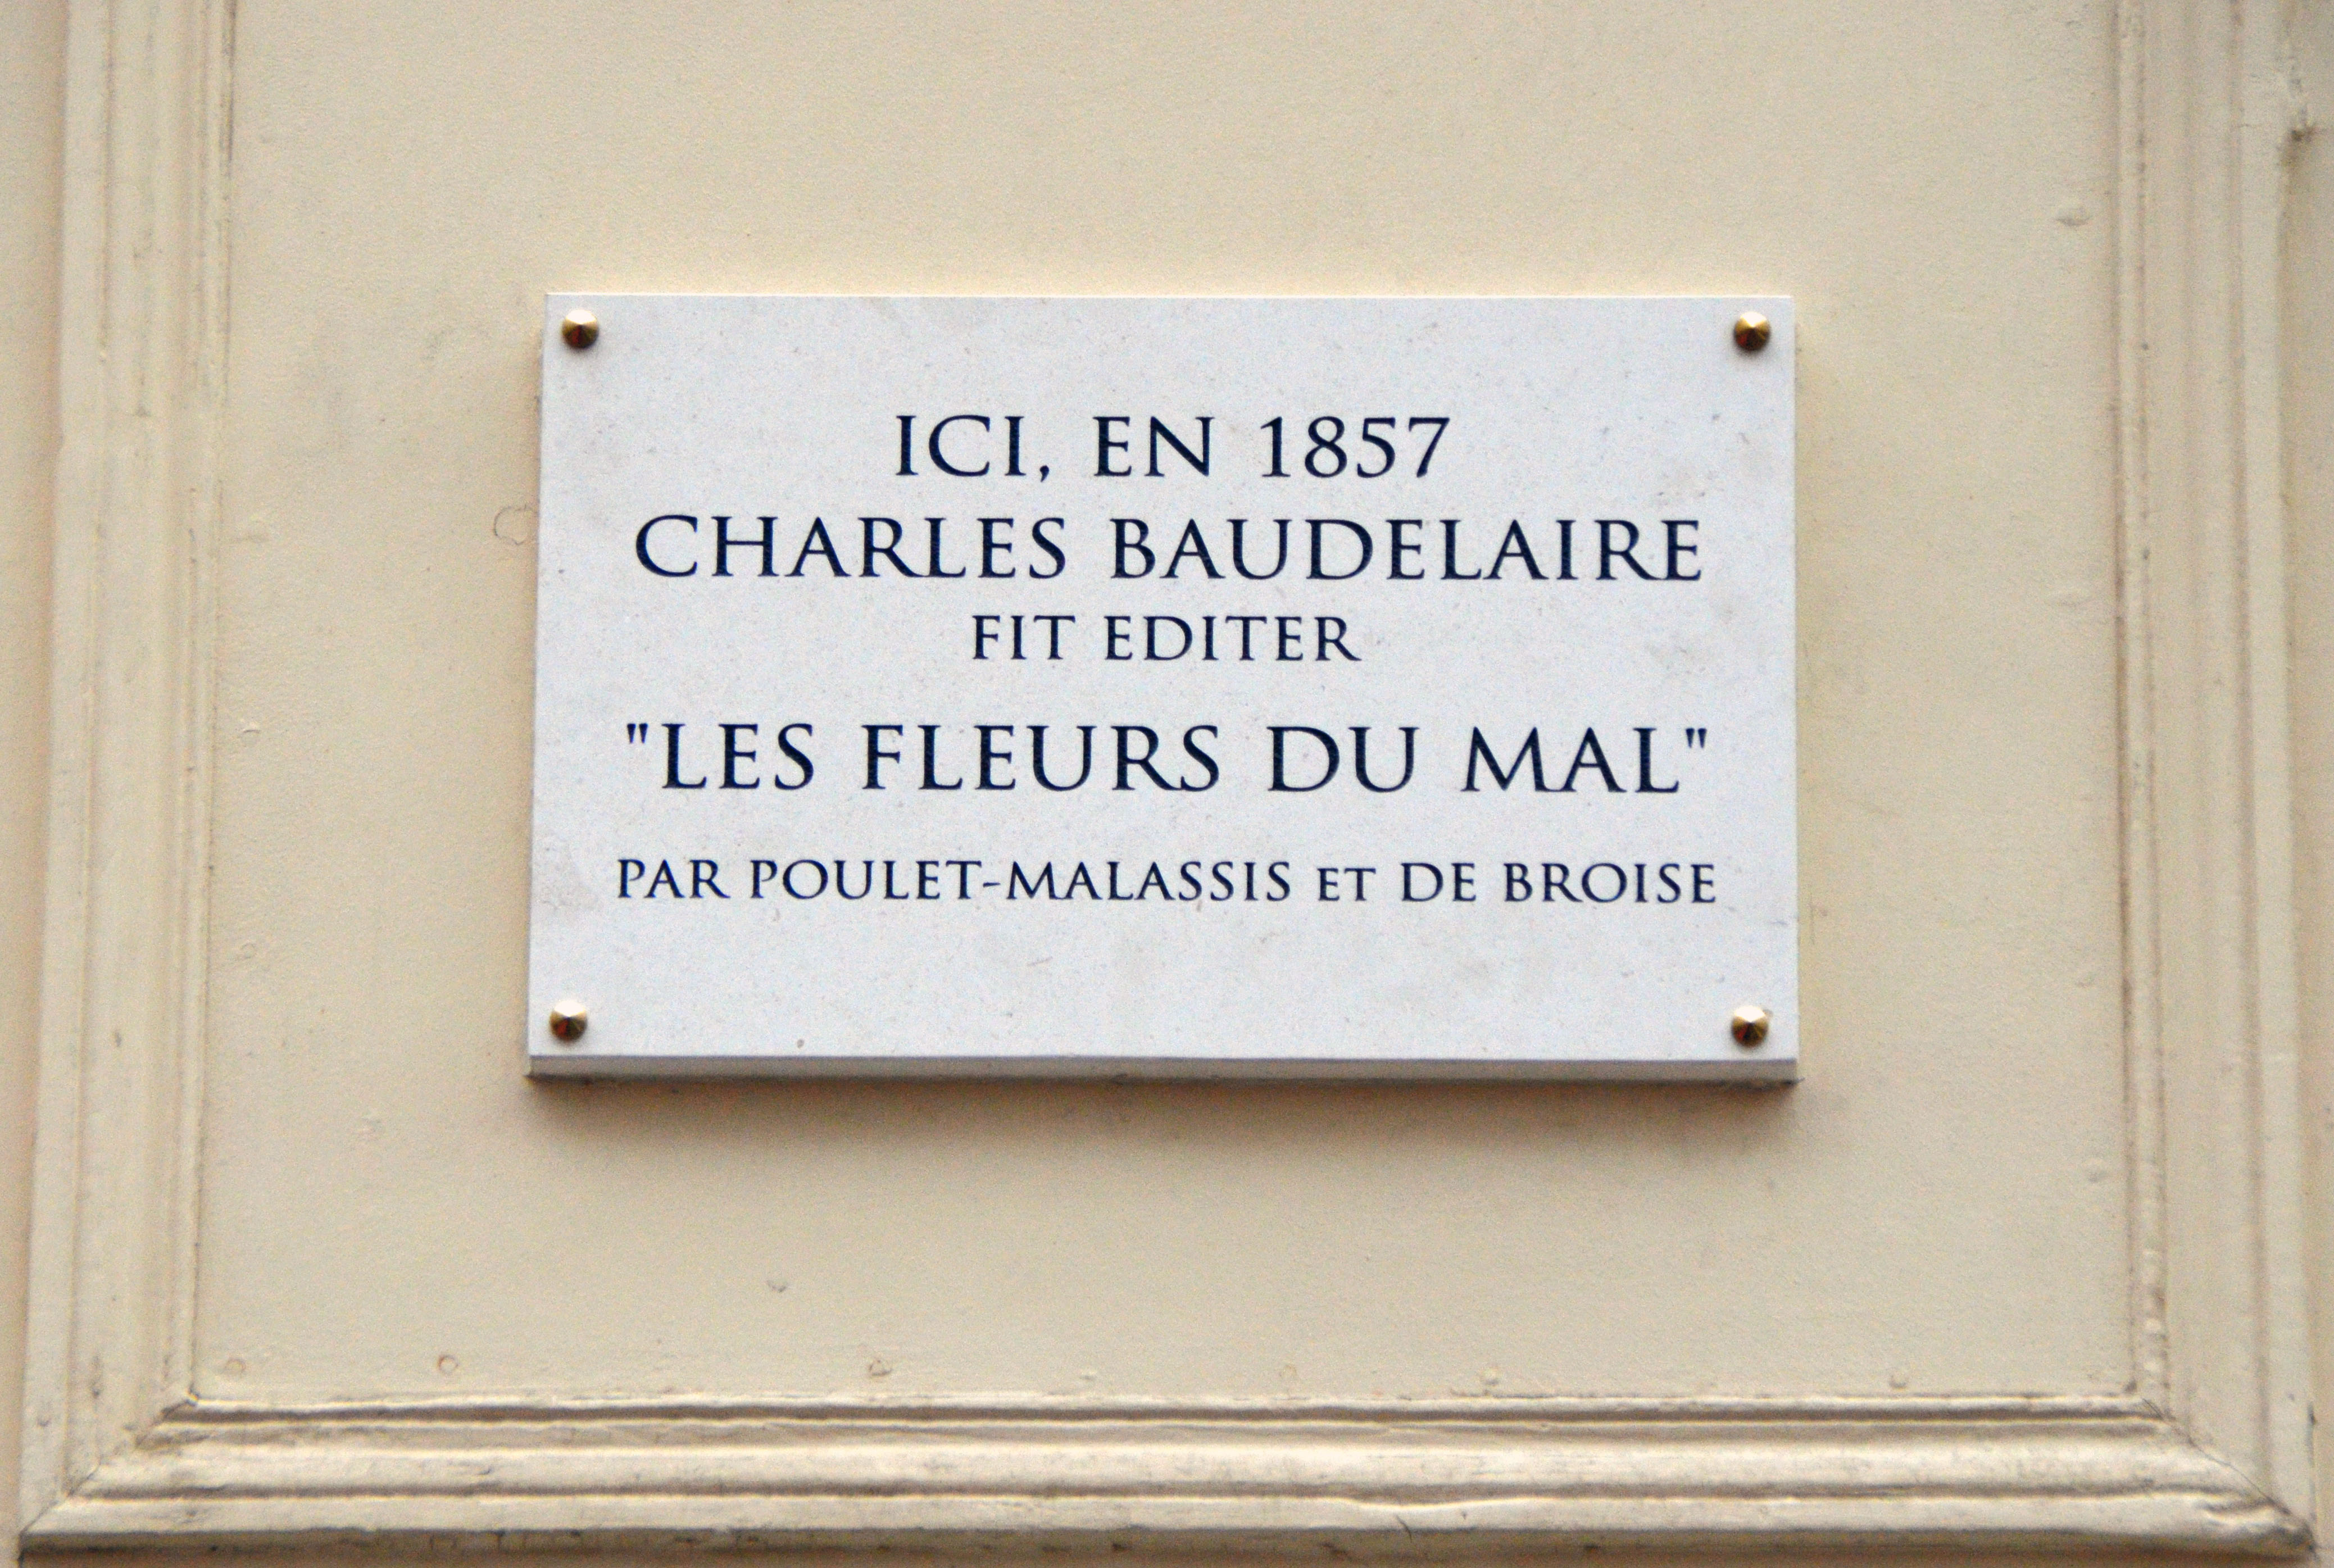 ICI, EN 1857
CHARLES BAUDELAIRE
FIT EDITER
"LES FLEURS DU MAL"
PAR POULET-MALASSIS ET DE BROISE